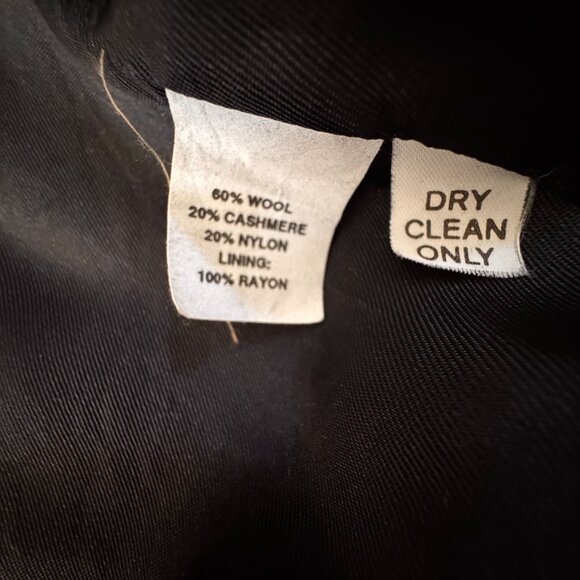 60% WOOL
20% CASHMERE
20% NYLON
LINING:
100% RAYON
DRY
CLEAN
ONLY